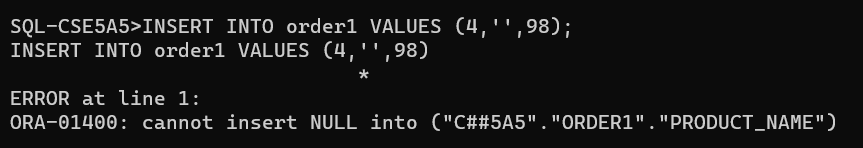 SQL-CSE5A5>INSERT INTO order1 VALUES (4,'',98);
INSERT INTO order1 VALUES (4,'',98)
*
ERROR at line 1:
ORA-01400: cannot insert NULL into ("C##5A5"."ORDER1"."PRODUCT_NAME")